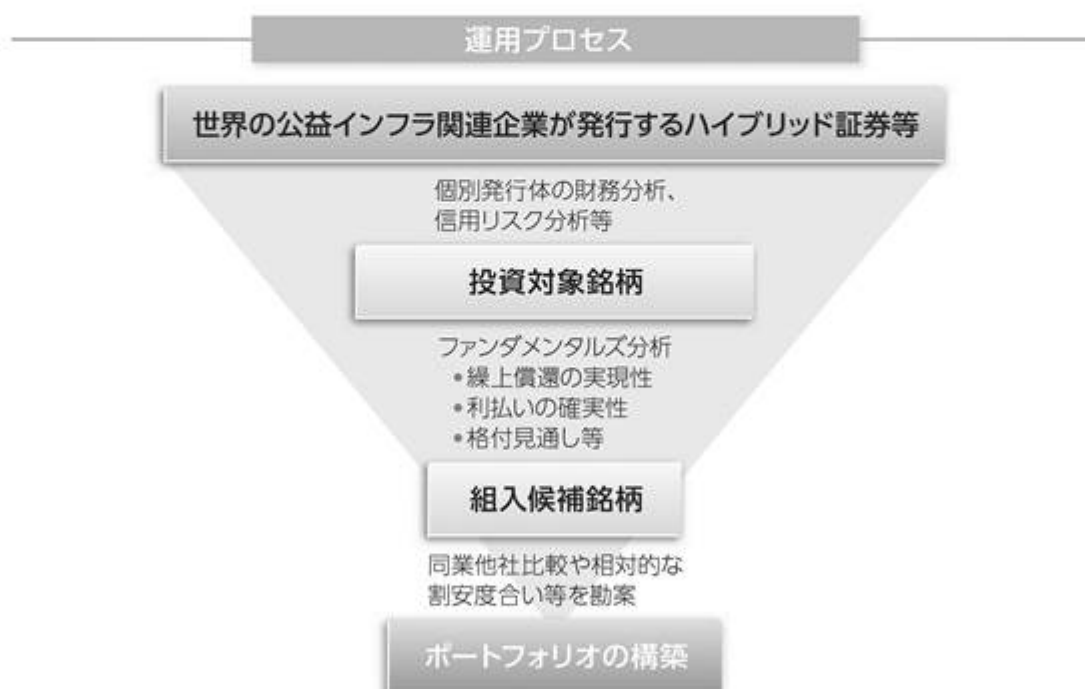 運用プロセス
世界の公益インフラ関連企業が発行するハイブリッド証券等
個別発行体の財務分析、
信用リスク分析等
投資対象銘柄
ファンダメンタルズ分析
•繰上償還の実現性
•利払いの確実性
•格付見通し等
組入候補銘柄
同業他社比較や相対的な
割安度合い等を勘案
ポートフォリオの構築